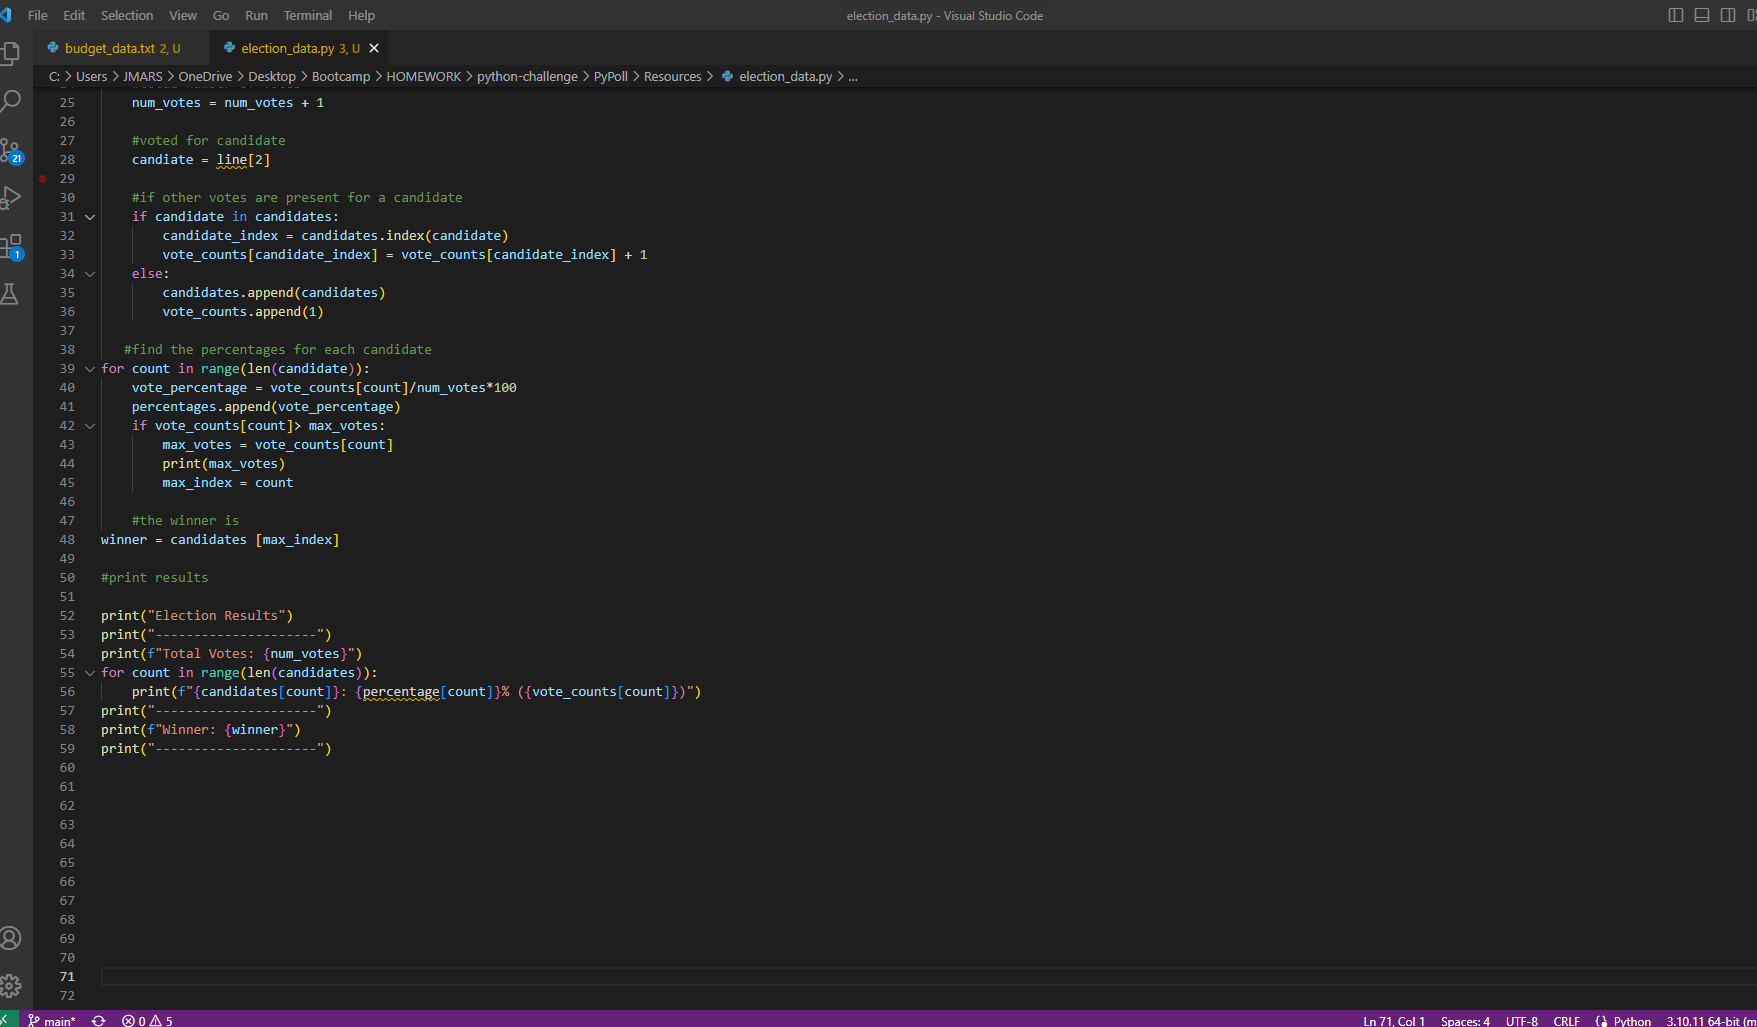 File Edit Selection View Go Run Terminal Help
election_data.py - Visual Studio Code
budget_data.txt 2, U
election_data.py 3, U
C: > Users > JMARS > OneDrive > Desktop > Bootcamp > HOMEWORK > python-challenge > PyPoll > Resources > election_data.py > ...
25 num_votes = num_votes + 1
26
27 #voted for candidate
28 candiate = line[2]
29
30 #if other votes are present for a candidate
31 if candidate in candidates:
32 candidate_index = candidates.index(candidate)
33 vote_counts[candidate_index] = vote_counts[candidate_index] + 1
34 else:
35 candidates.append(candidates)
36 vote_counts.append(1)
37
38 #find the percentages for each candidate
39 for count in range(len(candidate)):
40 vote_percentage = vote_counts[count]/num_votes*100
41 percentages.append(vote_percentage)
42 if vote_counts[count]> max_votes:
43 max_votes = vote_counts[count]
44 print(max_votes)
45 max_index = count
46
47 #the winner is
48 winner = candidates [max_index]
49
50 #print results
51
52 print("Election Results")
53 print("---------------------")
54 print(f"Total Votes: {num_votes}")
55 for count in range(len(candidates)):
56 print(f"{candidates[count]}: {percentage[count]}% ({vote_counts[count]})")
57 print("---------------------")
58 print(f"Winner: {winner}")
59 print("---------------------")
60
61
62
63
64
65
66
67
68
69
70
71
72
21
1
main* 0 5
Ln 71, Col 1 Spaces: 4 UTF-8 CRLF Python 3.10.11 64-bit (m